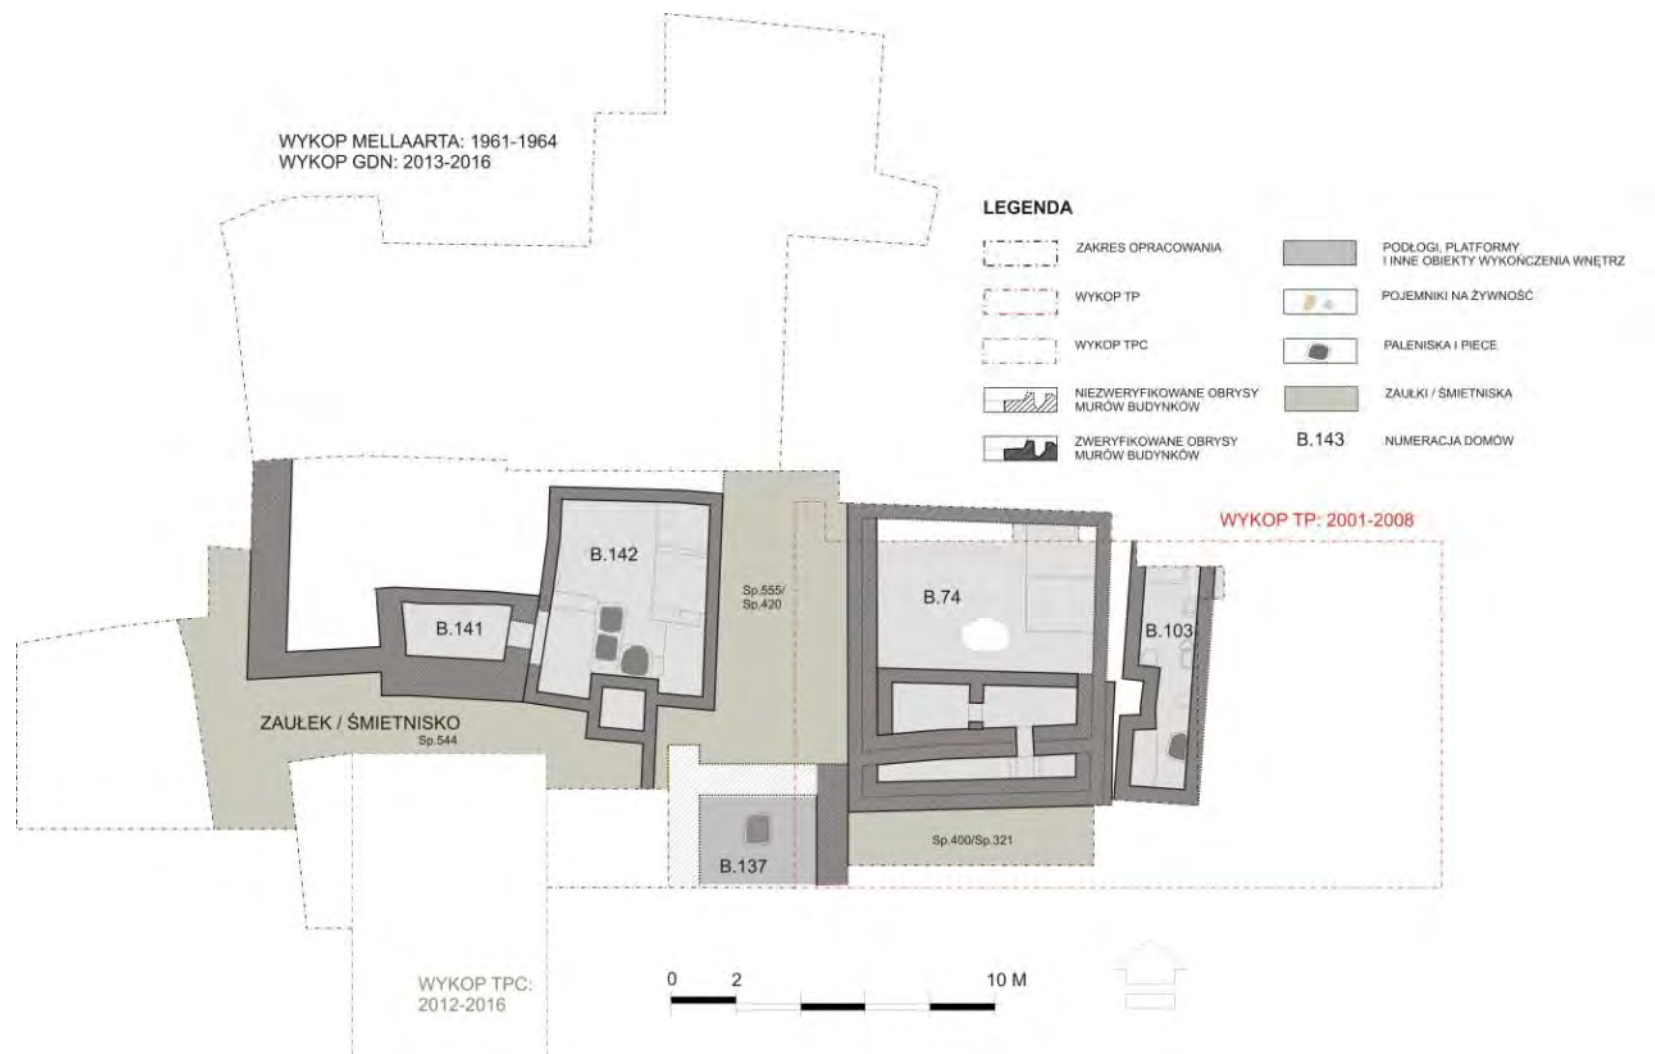 WYKOP MELLAARTA: 1961-1964
WYKOP GDN: 2013-2016
LEGENDA
ZAKRES OPRACOWANIA
WYKOP TP
WYKOP TPC
NIEZWERYFIKOWANE OBRYSY
MURÓW BUDYNKÓW
ZWERYFIKOWANE OBRYSY
MURÓW BUDYNKÓW
PODŁOGI, PLATFORMY
I INNE OBIEKTY WYKOŃCZENIA WNĘTRZ
POJEMNIKI NA ŻYWNOŚĆ
PALENISKA I PIECE
ZAUŁKI / ŚMIETNISKA
B.143
NUMERACJA DOMÓW
WYKOP TP: 2001-2008
B.142
Sp.555/
Sp.420
B.74
B.141
B.103
ZAUŁEK / ŚMIETNISKO
Sp.544
Sp.400/Sp.321
B.137
WYKOP TPC:
2012-2016
0 2 10 M